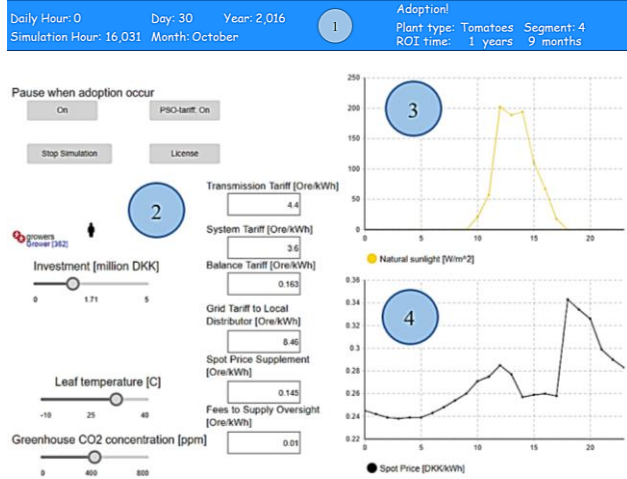 Daily Hour: 0 Day: 30 Year: 2,016
Simulation Hour: 16,031 Month: October
1
Adoption!
Plant type: Tomatoes Segment: 4
ROI time: 1 years 9 months
Pause when adoption occur
On PSO-tariff: On
Stop Simulation License
2
growers
Grower [362]
Investment [million DKK]
0 1.71 5
Leaf temperature [C]
-10 25 40
Greenhouse CO2 concentration [ppm]
0 400 800
Transmission Tariff [Ore/kWh]
4.4
System Tariff [Ore/kWh]
3.6
Balance Tariff [Ore/kWh]
0.163
Grid Tariff to Local
Distributor [Ore/kWh]
8.46
Spot Price Supplement
[Ore/kWh]
0.145
Fees to Supply Oversight
[Ore/kWh]
0.01
3
250
200
150
100
50
0
0 5 10 15 20
Natural sunlight [W/m^2]
4
0.36
0.34
0.32
0.3
0.28
0.26
0.24
0.22
0 5 10 15 20
Spot Price [DKK/kWh]